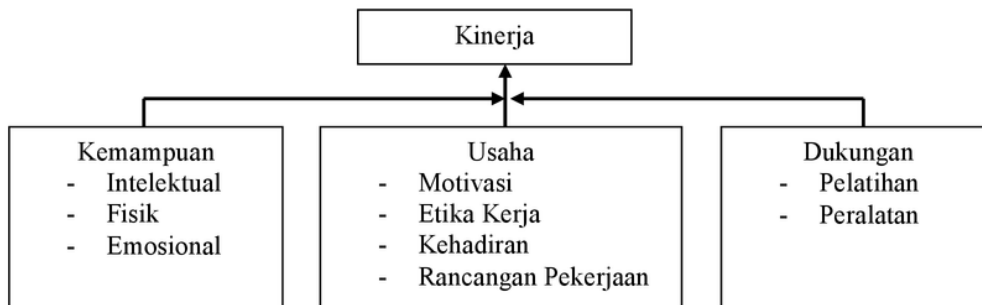 Kinerja
Kemampuan
- Intelektual
- Fisik
- Emosional
Usaha
- Motivasi
- Etika Kerja
- Kehadiran
- Rancangan Pekerjaan
Dukungan
- Pelatihan
- Peralatan